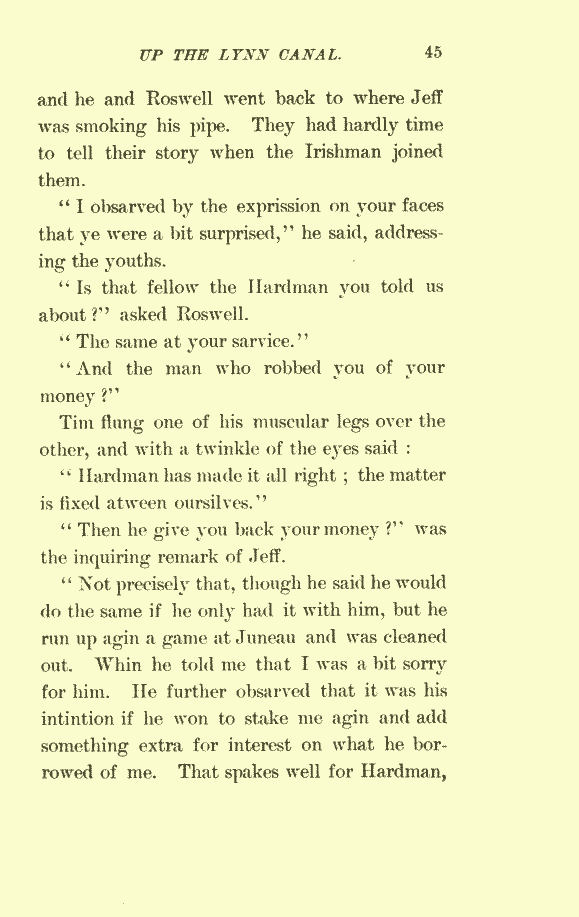 UP THE LYNN CANAL. 45
and he and Roswell went back to where Jeff
was smoking his pipe. They had hardly time
to tell their story when the Irishman joined
them.
“ I obsarved by the exprission on your faces
that ye were a bit surprised,” he said, address-
ing the youths.
“ Is that fellow the Hardman you told us
about ?” asked Roswell.
“ The same at your sarvice.”
“ And the man who robbed you of your
money ?”
Tim flung one of his muscular legs over the
other, and with a twinkle of the eyes said :
“ Hardman has made it all right ; the matter
is fixed atween oursilves.”
“ Then he give you back your money ?” was
the inquiring remark of Jeff.
“ Not precisely that, though he said he would
do the same if he only had it with him, but he
run up agin a game at Juneau and was cleaned
out. Whin he told me that I was a bit sorry
for him. He further obsarved that it was his
intintion if he won to stake me agin and add
something extra for interest on what he bor-
rowed of me. That spakes well for Hardman,